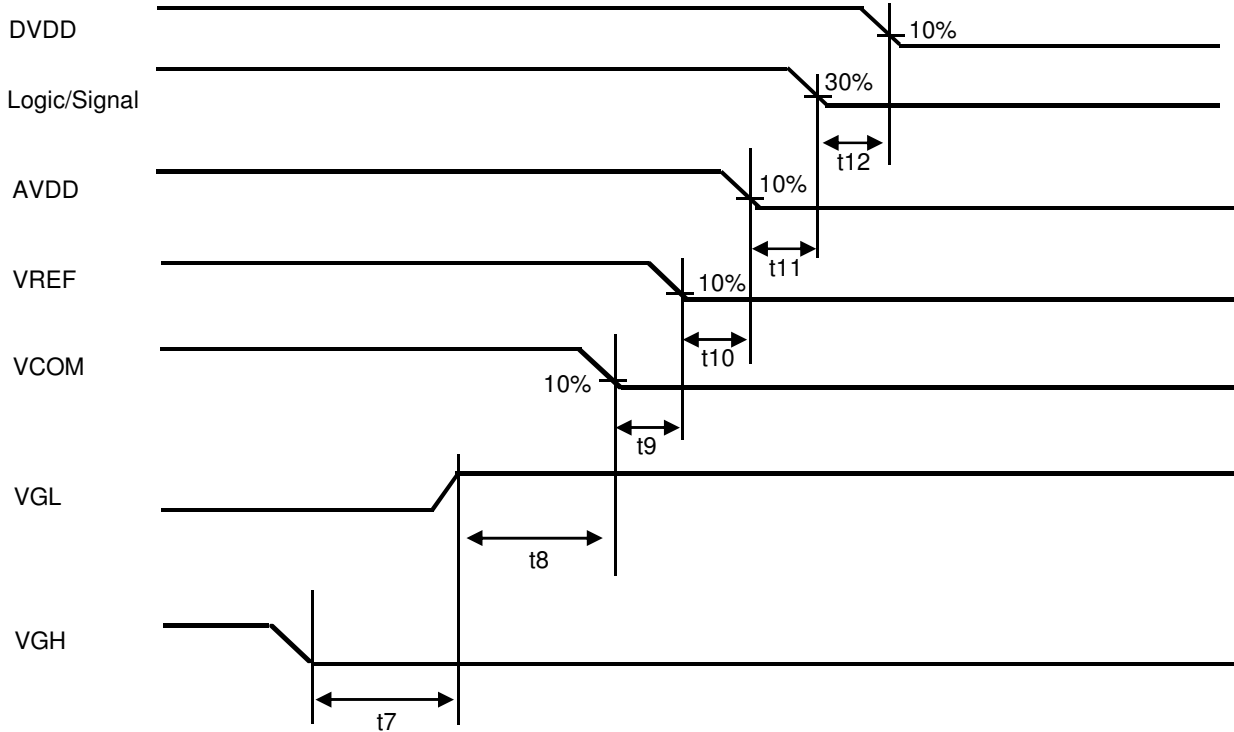 DVDD
10%
Logic/Signal
30%
t12
AVDD
10%
t11
VREF
10%
t10
VCOM
10%
t9
VGL
t8
VGH
t7